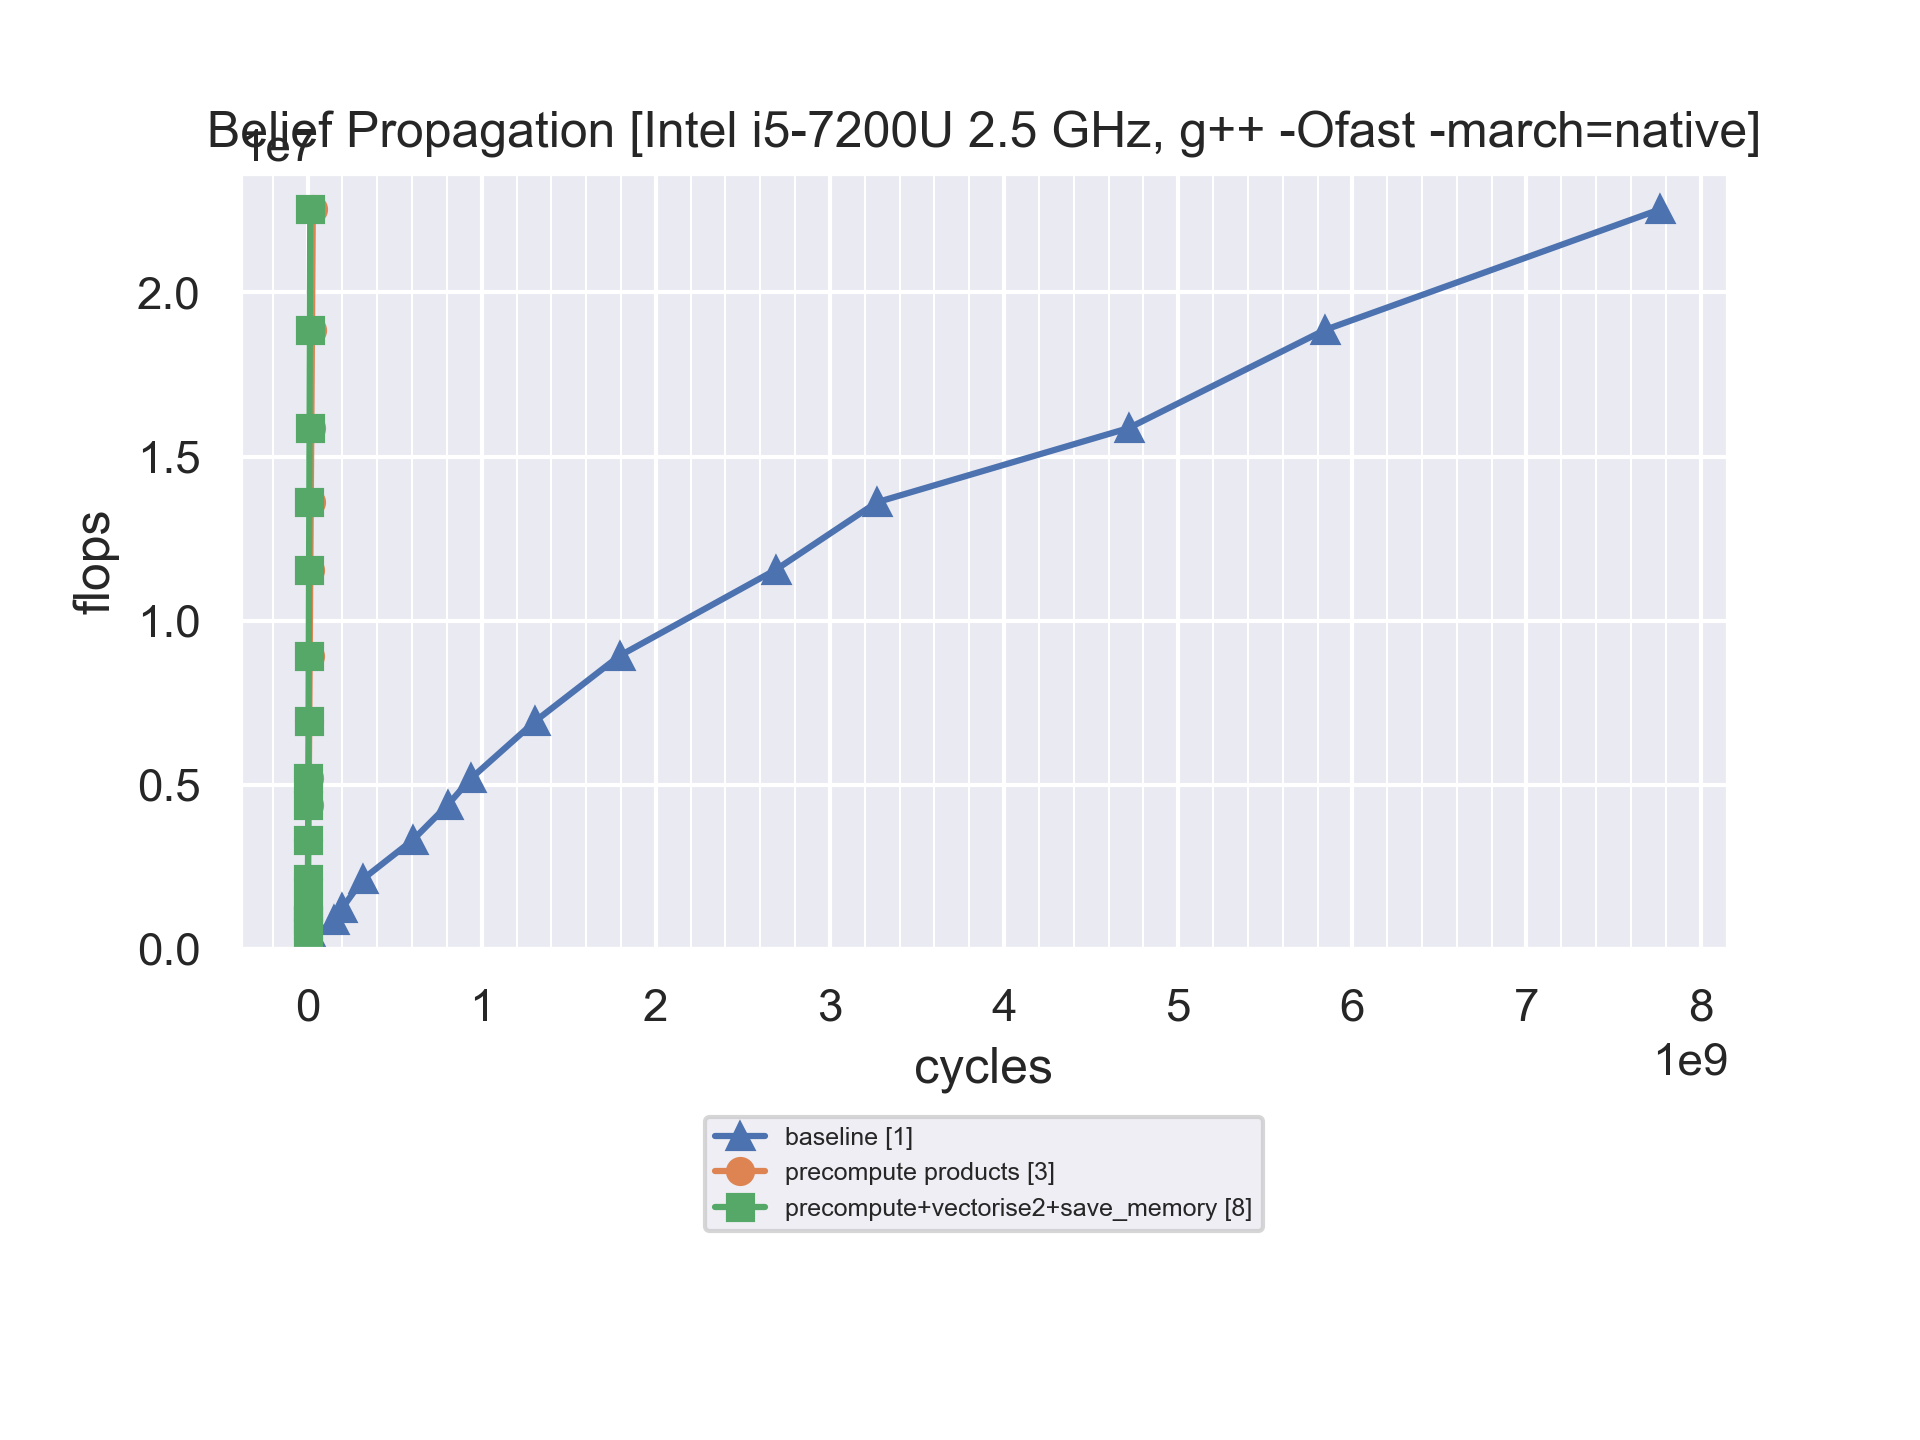 Belief Propagation [Intel i5-7200U 2.5 GHz, g++ -Ofast -march=native]
1e7
2.0
1.5
1.0
0.5
0.0
flops
0 1 2 3 4 5 6 7 8
1e9
cycles
baseline [1]
precompute products [3]
precompute+vectorise2+save_memory [8]